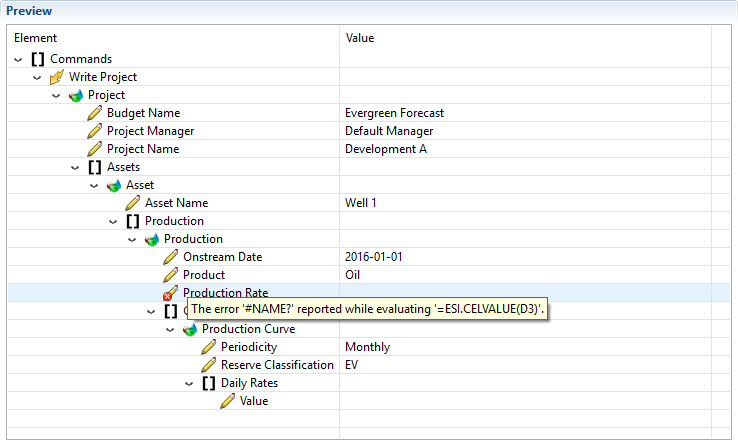 Preview
Element Value
Commands
Write Project
Project
Budget Name Evergreen Forecast
Project Manager Default Manager
Project Name Development A
Assets
Asset
Asset Name Well 1
Production
Production
Onstream Date 2016-01-01
Product Oil
Production Rate
The error '#NAME?' reported while evaluating '=ESI.CELVALUE(D3)'.
Production Curve
Periodicity Monthly
Reserve Classification EV
Daily Rates
Value